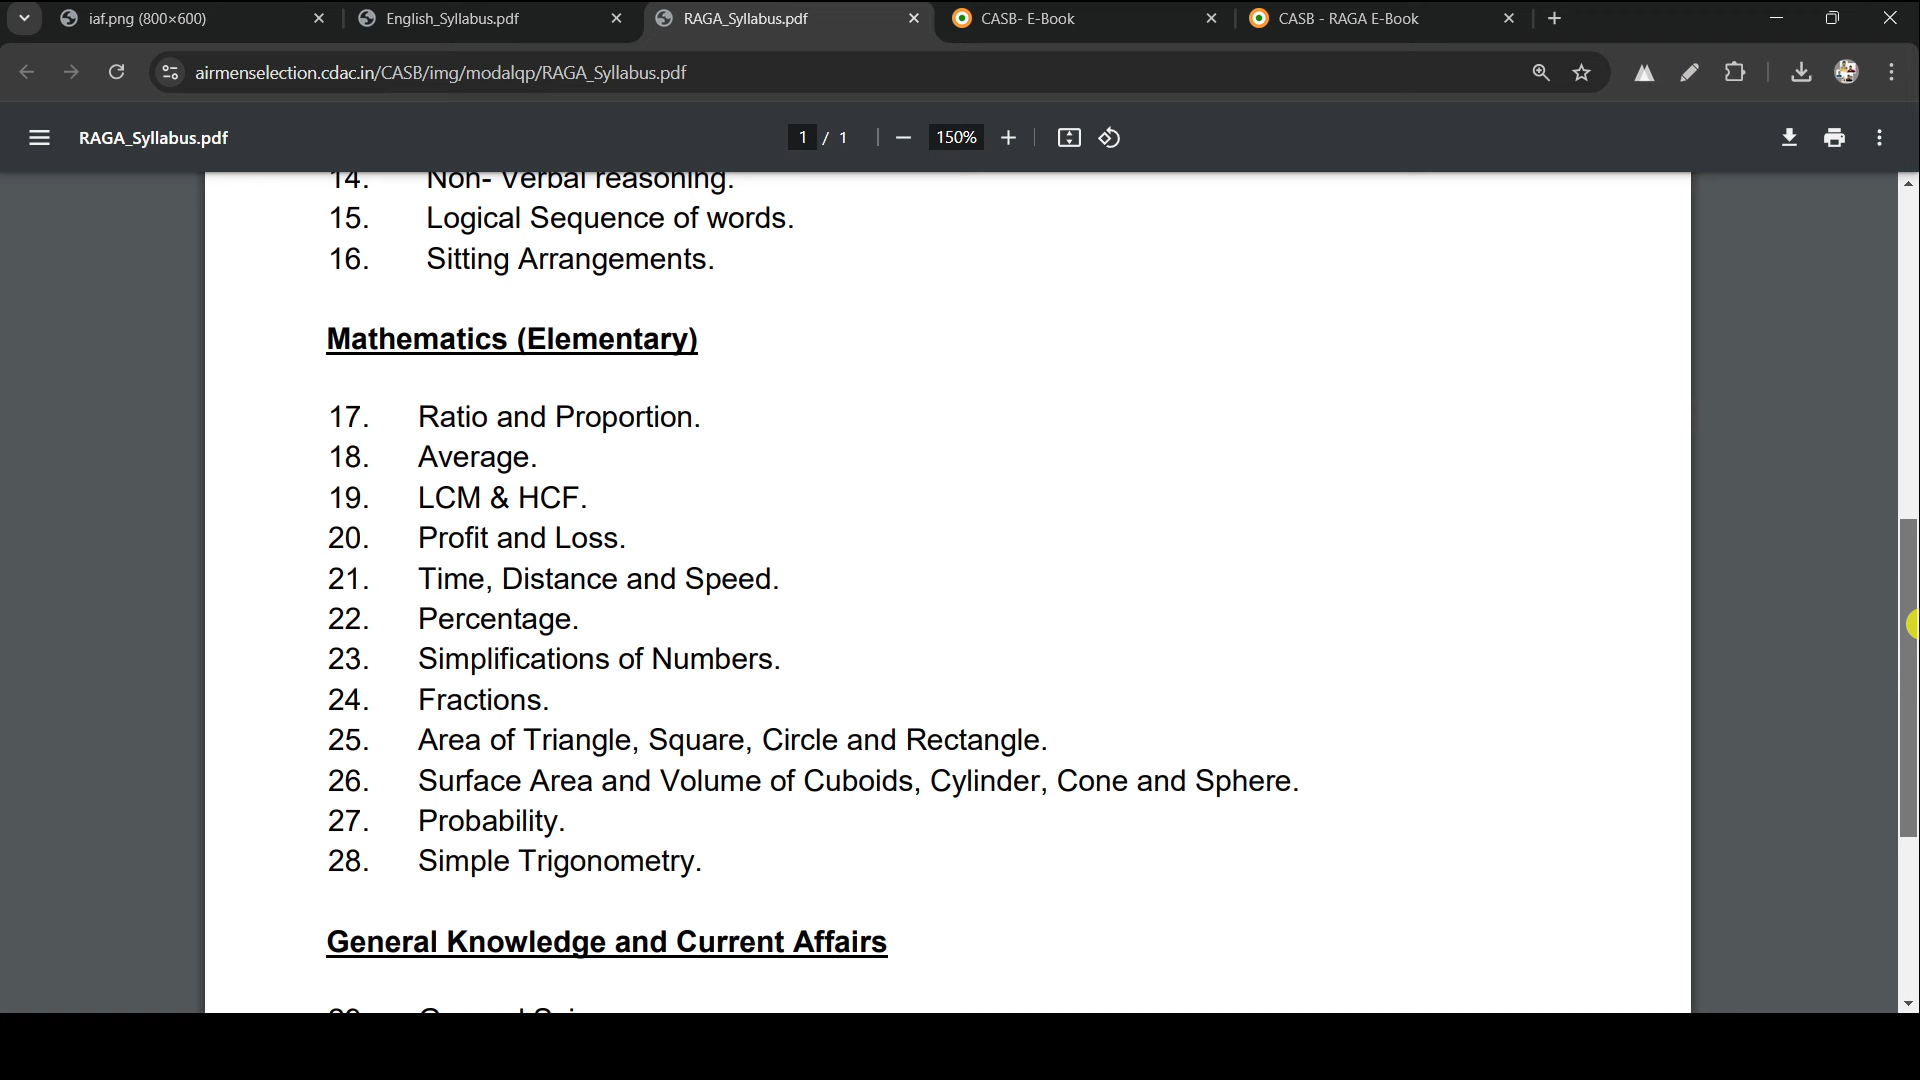 iaf.png (800×600)
English_Syllabus.pdf
RAGA_Syllabus.pdf
CASB- E-Book
CASB - RAGA E-Book
airmenselection.cdac.in/CASB/img/modalqp/RAGA_Syllabus.pdf
RAGA_Syllabus.pdf
1 / 1
150%
14. Non- Verbal reasoning.
15. Logical Sequence of words.
16. Sitting Arrangements.
Mathematics (Elementary)
17. Ratio and Proportion.
18. Average.
19. LCM & HCF.
20. Profit and Loss.
21. Time, Distance and Speed.
22. Percentage.
23. Simplifications of Numbers.
24. Fractions.
25. Area of Triangle, Square, Circle and Rectangle.
26. Surface Area and Volume of Cuboids, Cylinder, Cone and Sphere.
27. Probability.
28. Simple Trigonometry.
General Knowledge and Current Affairs